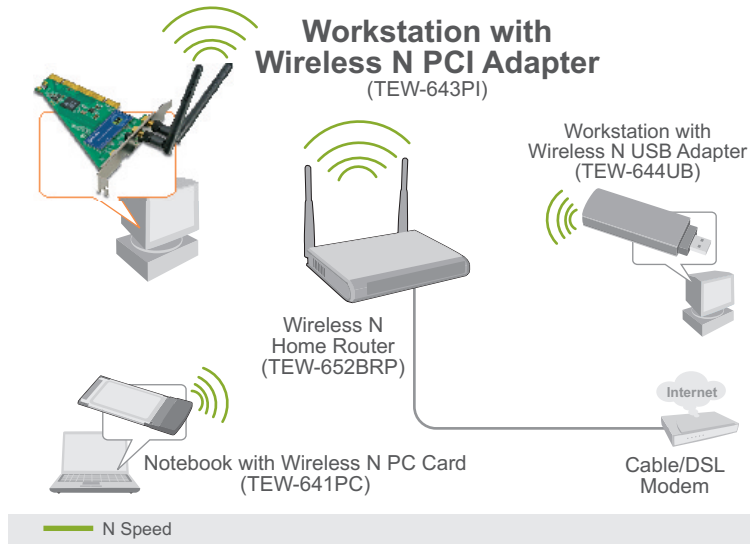 Workstation with
Wireless N PCI Adapter
(TEW-643PI)
Workstation with
Wireless N USB Adapter
(TEW-644UB)
Wireless N
Home Router
(TEW-652BRP)
Internet
Notebook with Wireless N PC Card
(TEW-641PC)
Cable/DSL
Modem
N Speed